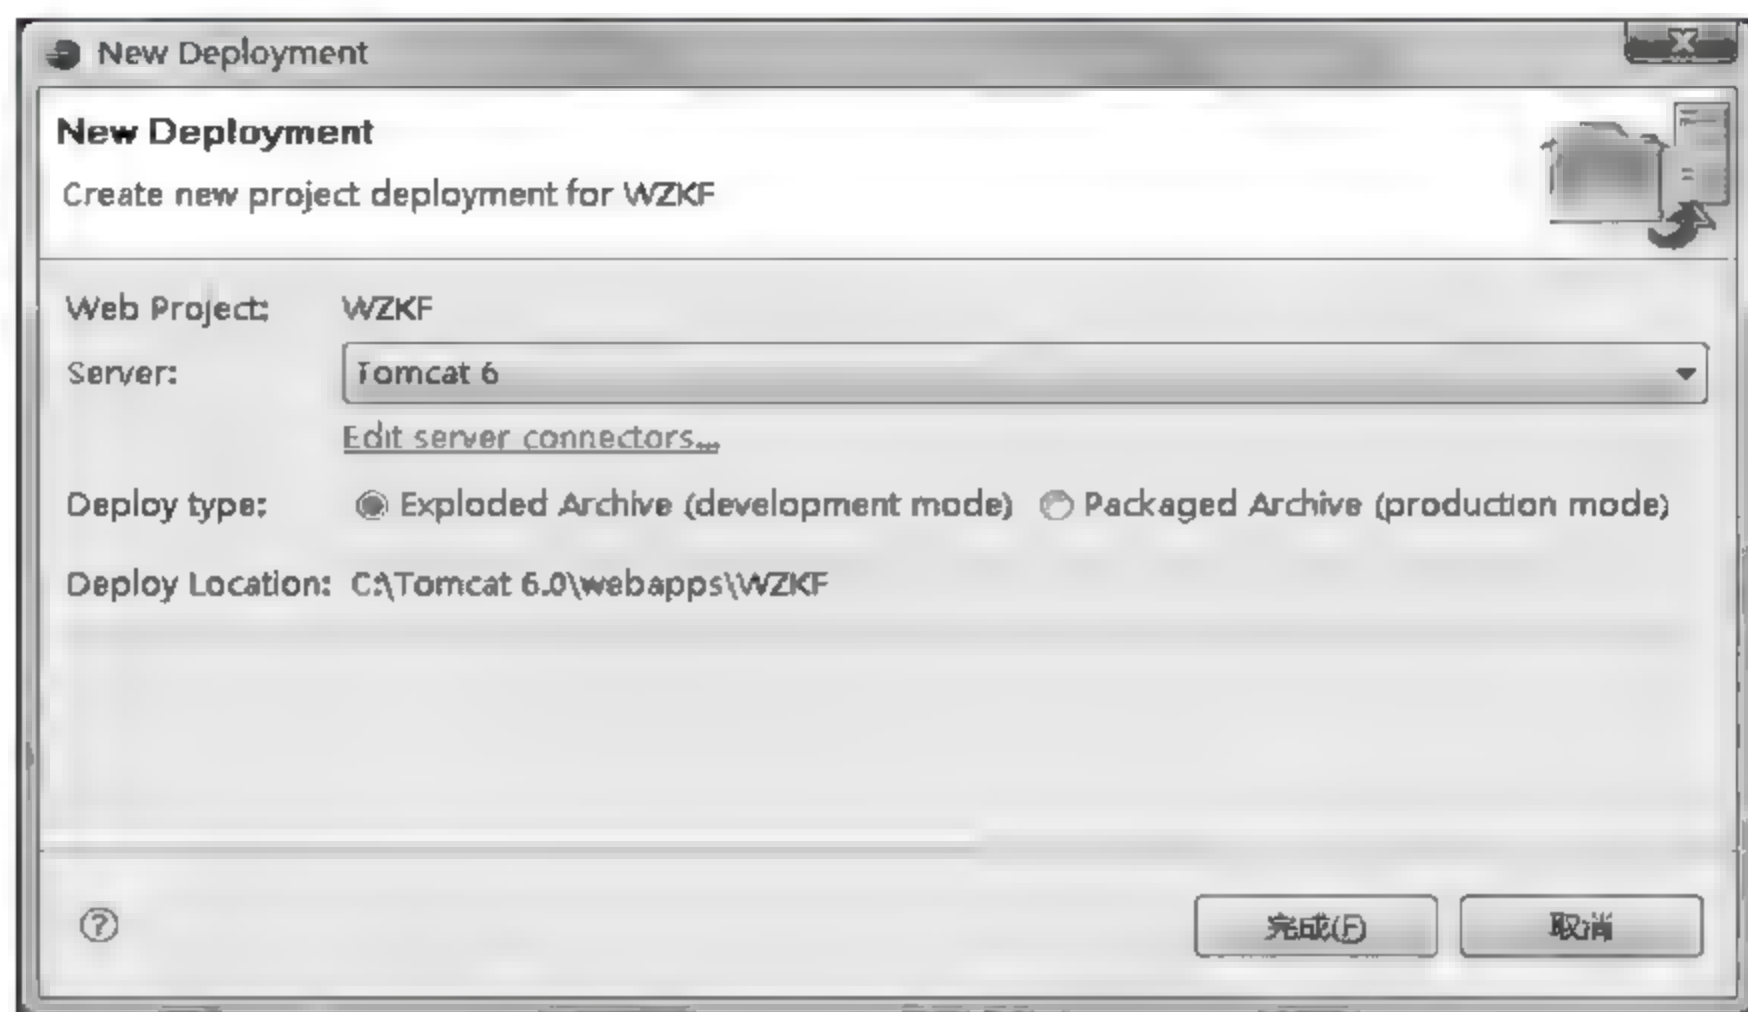 New Deployment
New Deployment
Create new project deployment for WZKF
Web Project: WZKF
Server: Tomcat 6
Edit server connectors...
Deploy type: Exploded Archive (development mode) Packaged Archive (production mode)
Deploy Location: C:\Tomcat 6.0\webapps\WZKF
完成(F) 取消